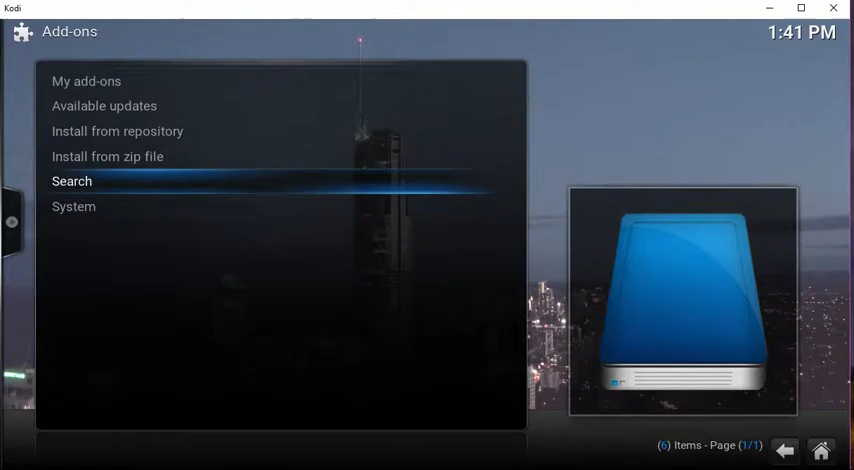 Kodi
Add-ons
1:41 PM
My add-ons
Available updates
Install from repository
Install from zip file
Search
System
(6) Items - Page (1/1)